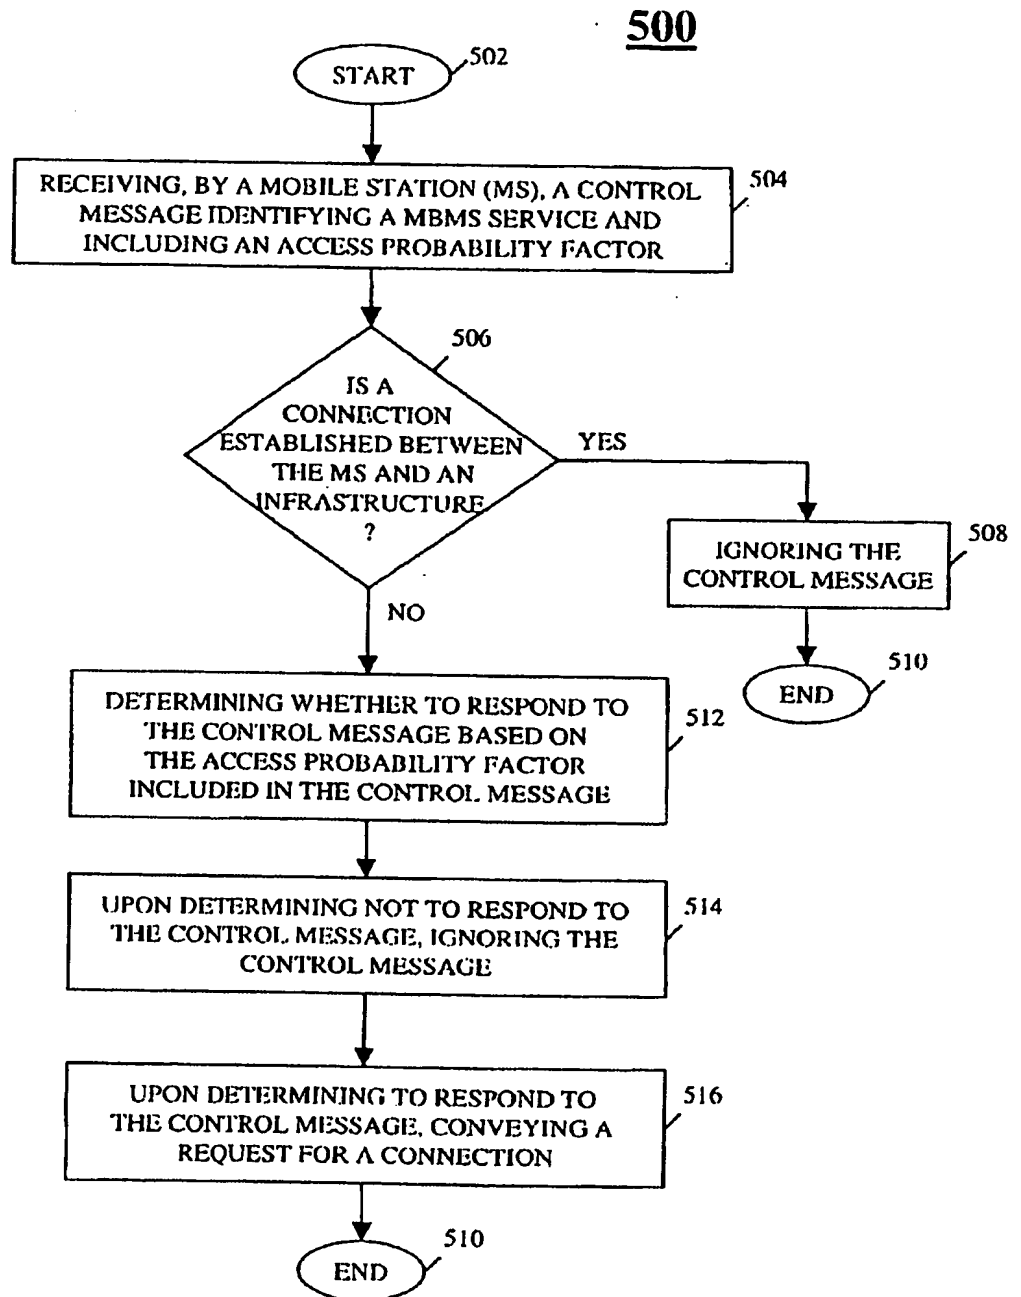 500
START
502
RECEIVING, BY A MOBILE STATION (MS), A CONTROL
MESSAGE IDENTIFYING A MBMS SERVICE AND
INCLUDING AN ACCESS PROBABILITY FACTOR
504
506
IS A
CONNECTION
ESTABLISHED BETWEEN
THE MS AND AN
INFRASTRUCTURE
?
YES
508
IGNORING THE
CONTROL MESSAGE
NO
510
END
DETERMINING WHETHER TO RESPOND TO
THE CONTROL MESSAGE BASED ON
THE ACCESS PROBABILITY FACTOR
INCLUDED IN THE CONTROL MESSAGE
512
UPON DETERMINING NOT TO RESPOND TO
THE CONTROL MESSAGE, IGNORING THE
CONTROL MESSAGE
514
UPON DETERMINING TO RESPOND TO
THE CONTROL MESSAGE, CONVEYING A
REQUEST FOR A CONNECTION
516
510
END